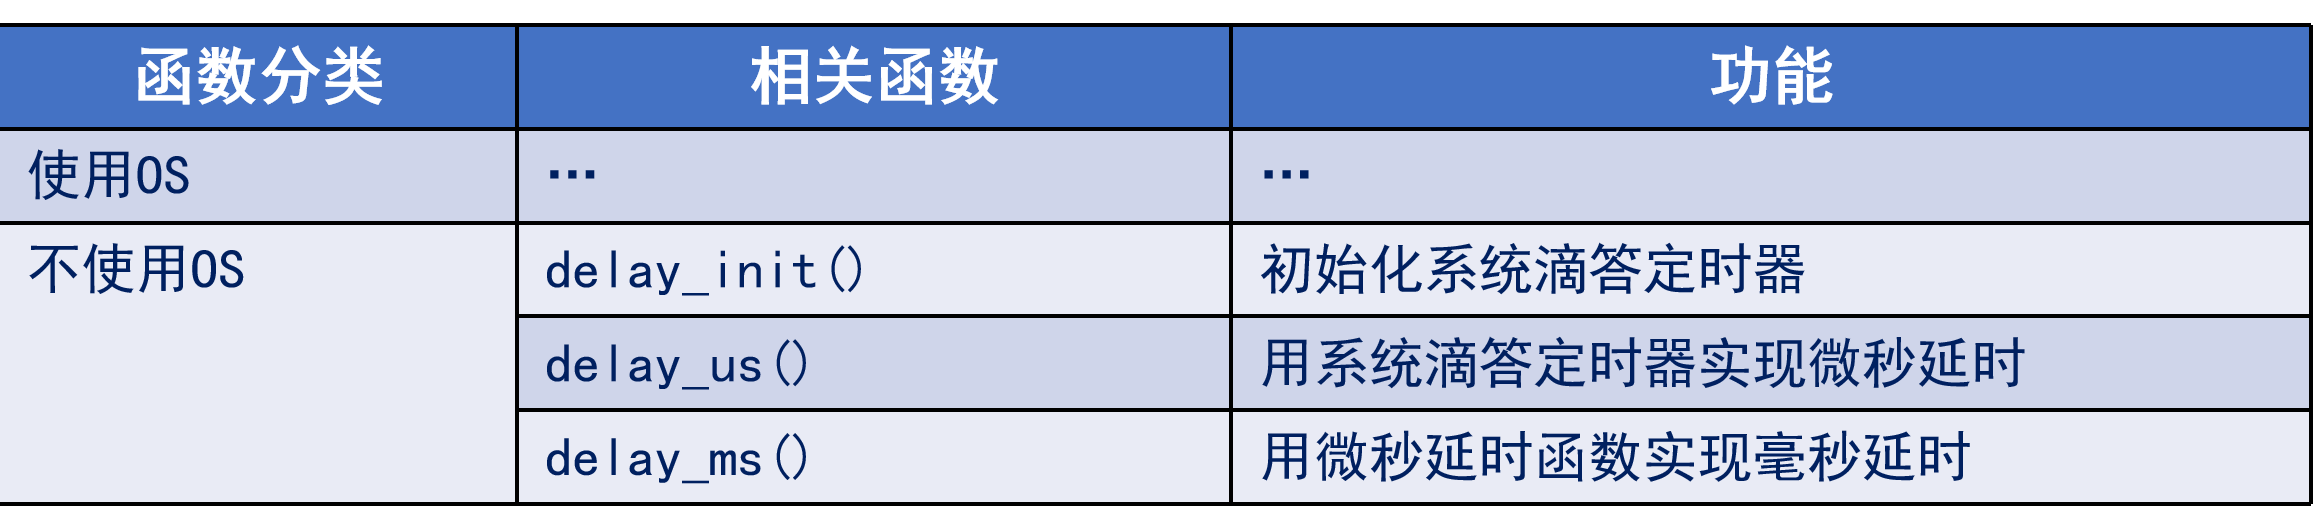 函数分类 相关函数 功能
使用OS … …
不使用OS delay_init() 初始化系统滴答定时器
delay_us() 用系统滴答定时器实现微秒延时
delay_ms() 用微秒延时函数实现毫秒延时